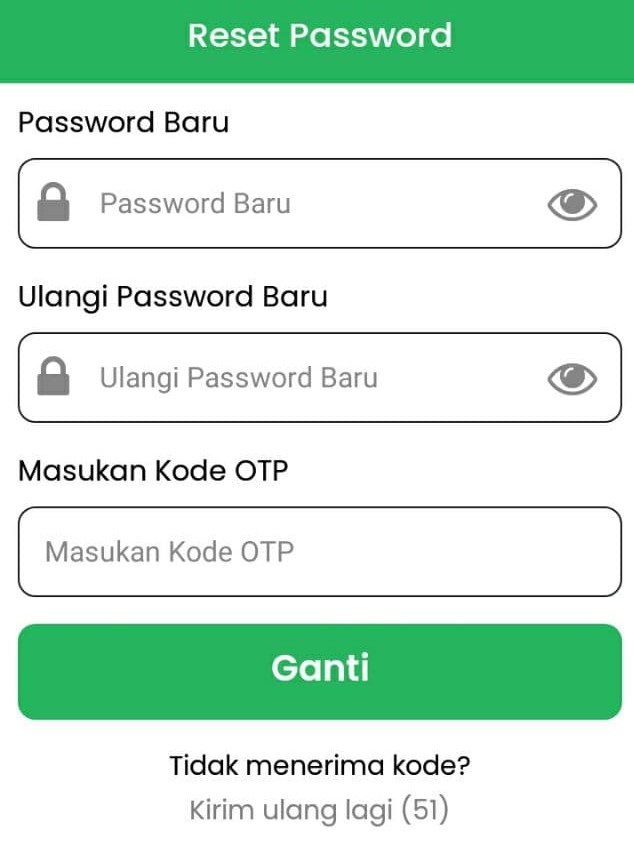 Reset Password
Password Baru
Password Baru
Ulangi Password Baru
Ulangi Password Baru
Masukan Kode OTP
Masukan Kode OTP
Ganti
Tidak menerima kode?
Kirim ulang lagi (51)